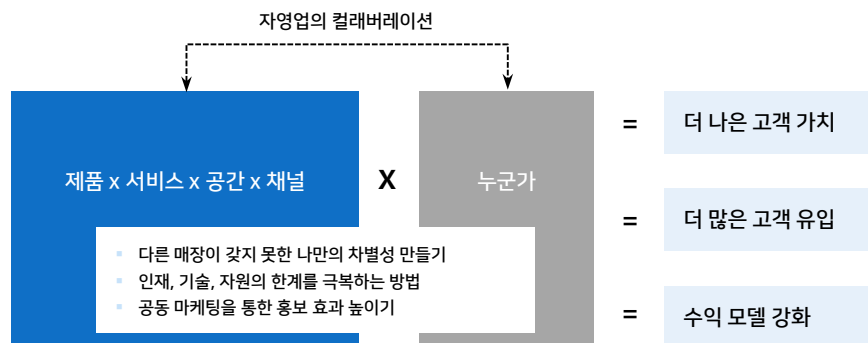 자영업의 컬래버레이션
제품 x 서비스 x 공간 x 채널
X
누군가
=
더 나은 고객 가치
=
더 많은 고객 유입
=
수익 모델 강화
다른 매장이 갖지 못한 나만의 차별성 만들기
인재, 기술, 자원의 한계를 극복하는 방법
공동 마케팅을 통한 홍보 효과 높이기